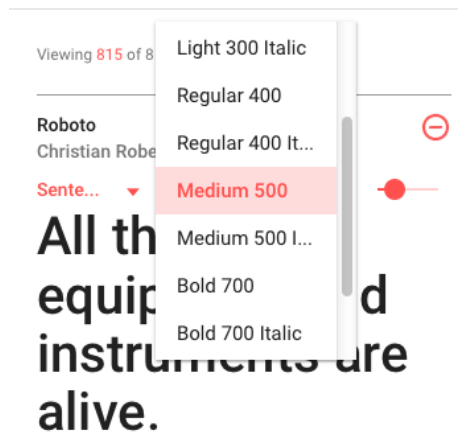 Viewing 815 of 8
Light 300 Italic
Regular 400
Roboto
Christian Robe
Regular 400 It...
Sente...
Medium 500
Medium 500 I...
Bold 700
Bold 700 Italic
All th
equip d
instruments are
alive.